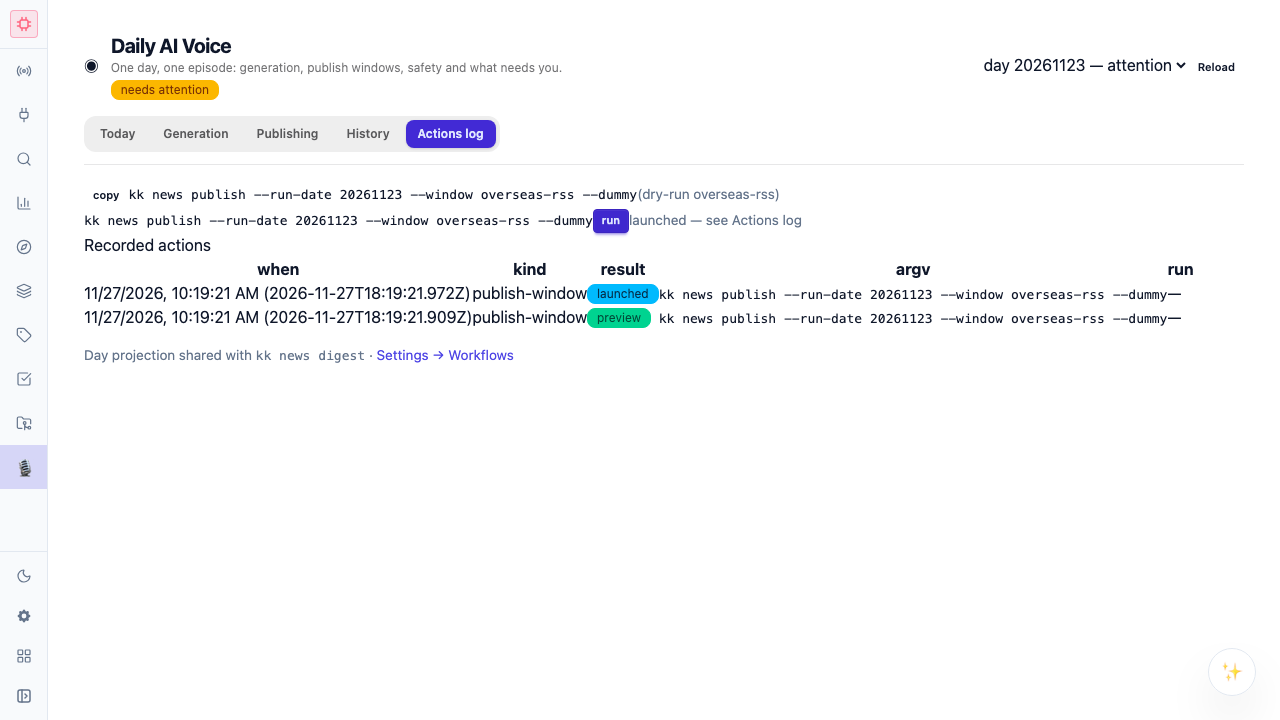 Daily AI Voice
One day, one episode: generation, publish windows, safety and what needs you.
needs attention
day 20261123 — attention
Reload
Today Generation Publishing History Actions log
copy kk news publish --run-date 20261123 --window overseas-rss --dummy(dry-run overseas-rss)
kk news publish --run-date 20261123 --window overseas-rss --dummy run launched — see Actions log
Recorded actions
when kind result argv run
11/27/2026, 10:19:21 AM (2026-11-27T18:19:21.972Z) publish-window launched kk news publish --run-date 20261123 --window overseas-rss --dummy —
11/27/2026, 10:19:21 AM (2026-11-27T18:19:21.909Z) publish-window preview kk news publish --run-date 20261123 --window overseas-rss --dummy —
Day projection shared with kk news digest · Settings → Workflows